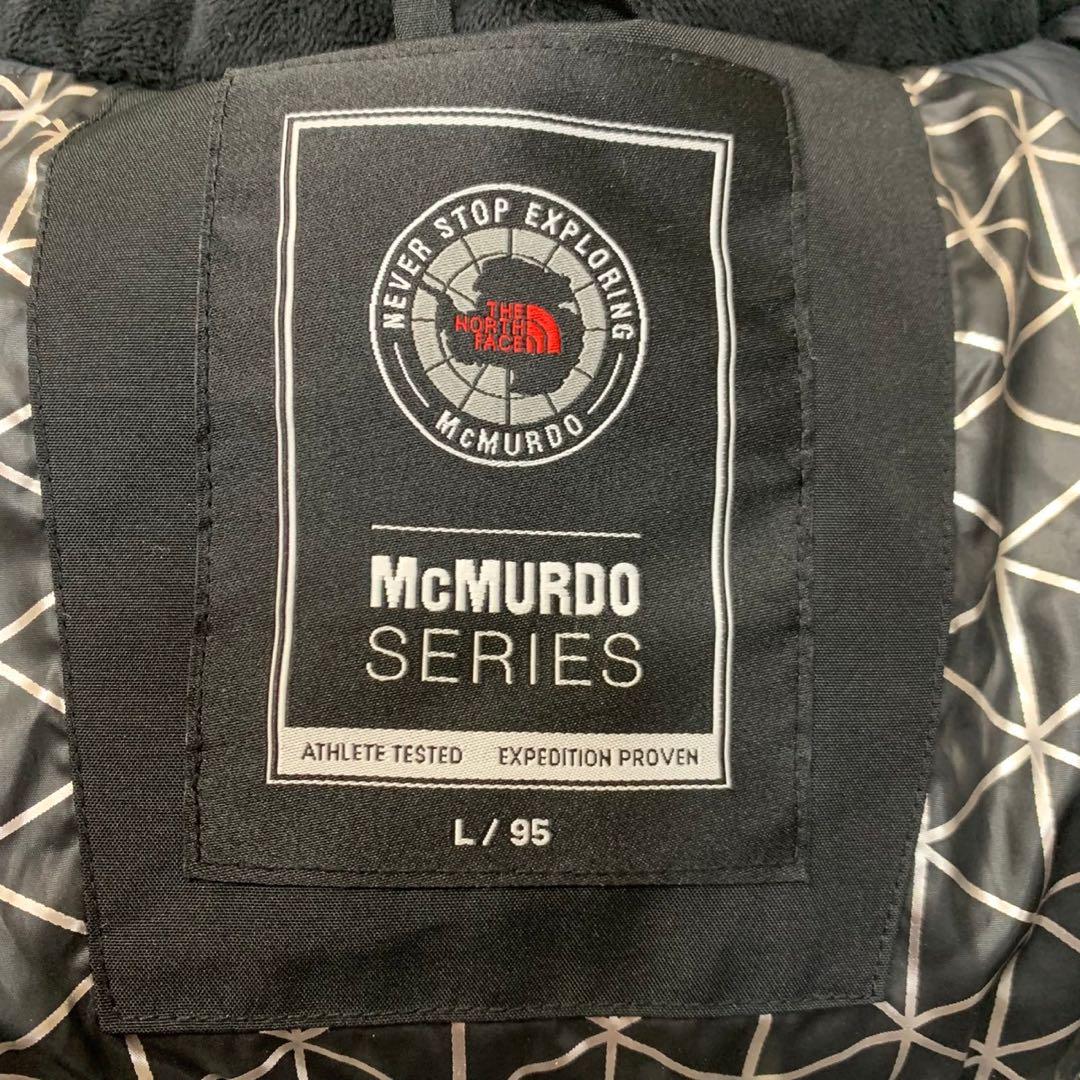 NEVER STOP EXPLORING
THE
NORTH
FACE
McMURDO
McMURDO
SERIES
ATHLETE TESTED EXPEDITION PROVEN
L / 95